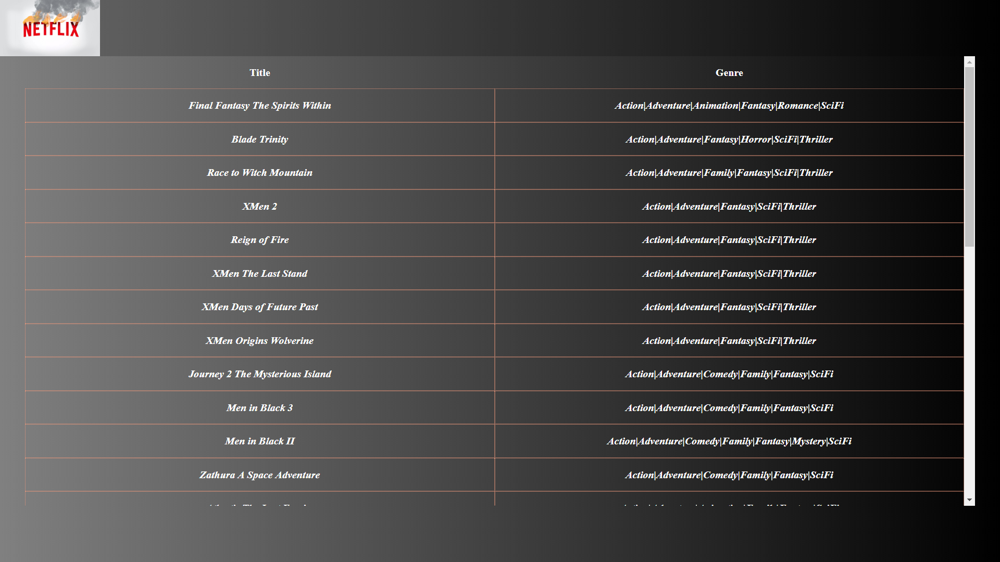 NETFLIX
Title Genre
Final Fantasy The Spirits Within Action|Adventure|Animation|Fantasy|Romance|SciFi
Blade Trinity Action|Adventure|Fantasy|Horror|SciFi|Thriller
Race to Witch Mountain Action|Adventure|Family|Fantasy|SciFi|Thriller
XMen 2 Action|Adventure|Fantasy|SciFi|Thriller
Reign of Fire Action|Adventure|Fantasy|SciFi|Thriller
XMen The Last Stand Action|Adventure|Fantasy|SciFi|Thriller
XMen Days of Future Past Action|Adventure|Fantasy|SciFi|Thriller
XMen Origins Wolverine Action|Adventure|Fantasy|SciFi|Thriller
Journey 2 The Mysterious Island Action|Adventure|Comedy|Family|Fantasy|SciFi
Men in Black 3 Action|Adventure|Comedy|Family|Fantasy|SciFi
Men in Black II Action|Adventure|Comedy|Family|Fantasy|Mystery|SciFi
Zathura A Space Adventure Action|Adventure|Comedy|Family|Fantasy|SciFi